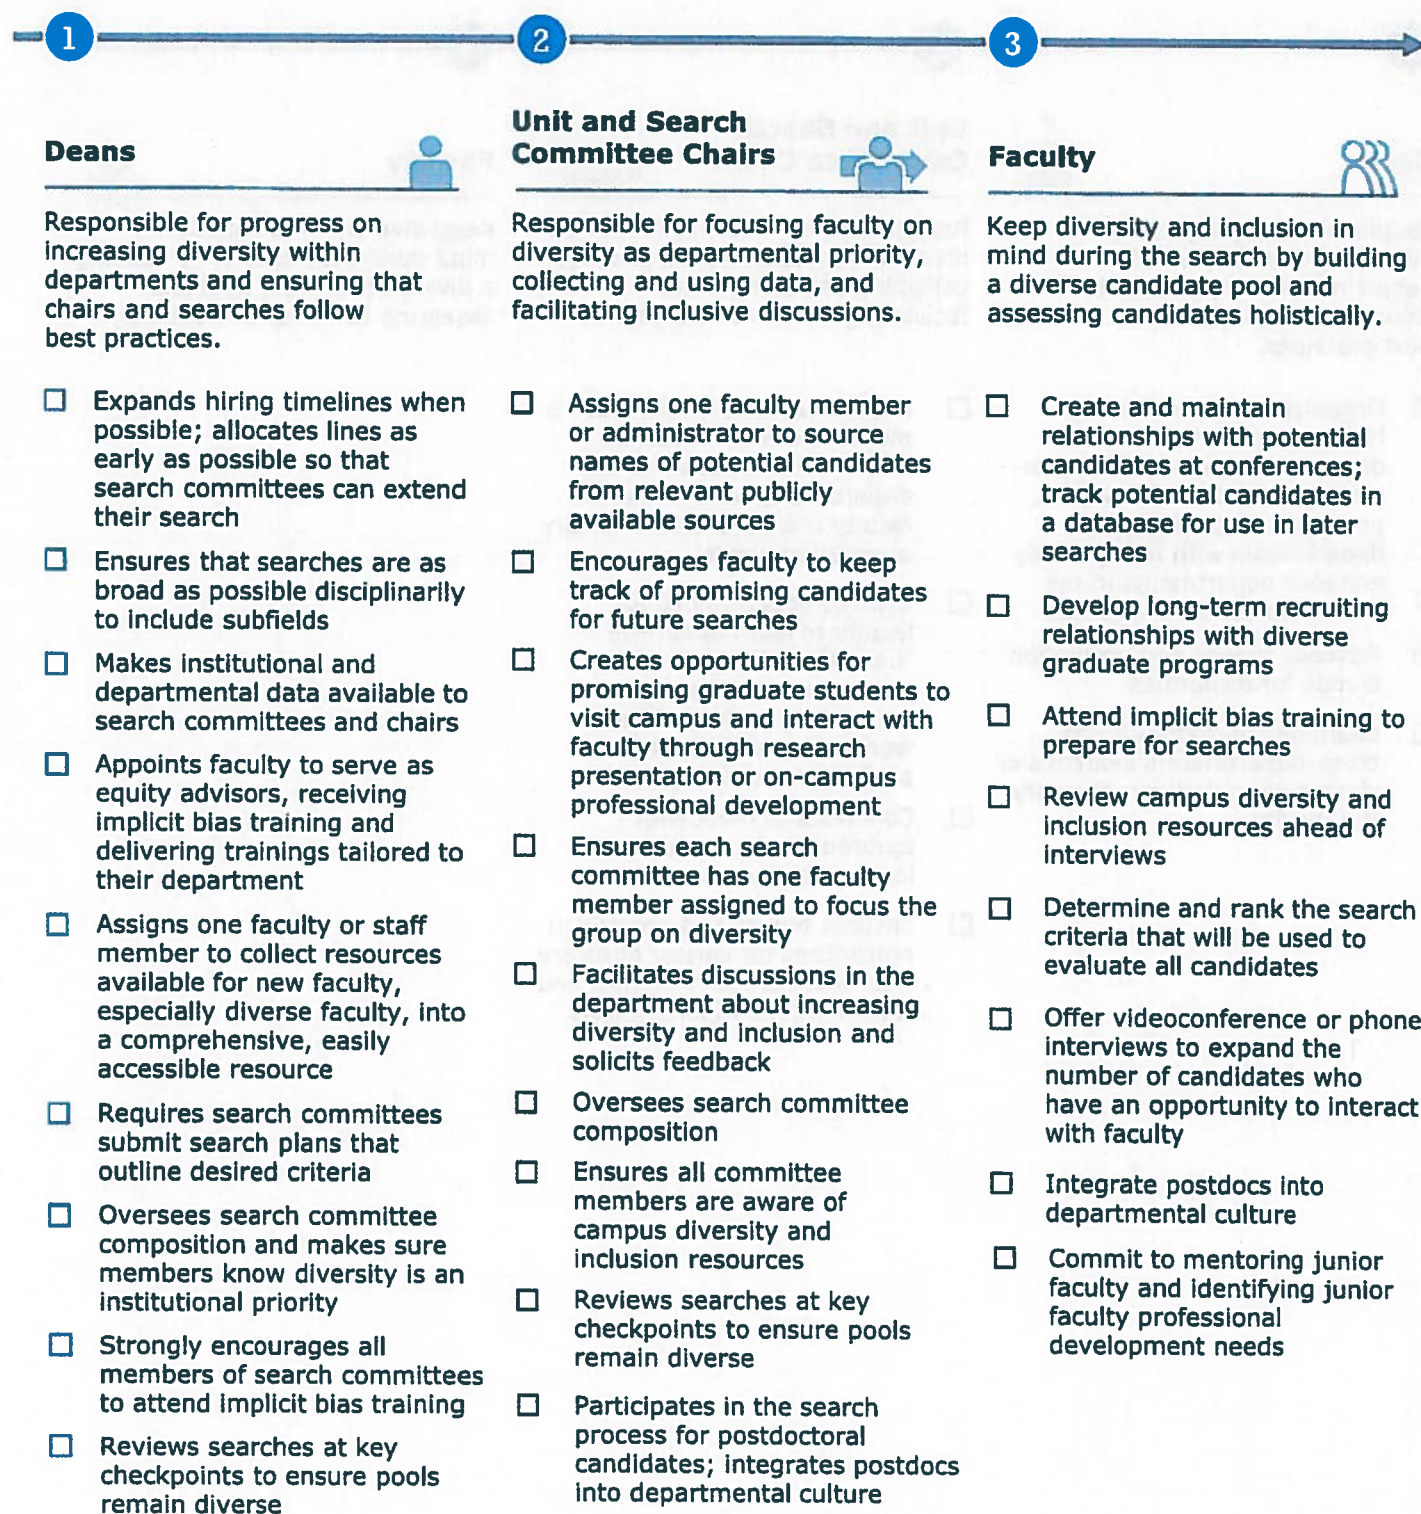 1
2
3
Deans
Responsible for progress on
increasing diversity within
departments and ensuring that
chairs and searches follow
best practices.
Expands hiring timelines when
possible; allocates lines as
early as possible so that
search committees can extend
their search
Ensures that searches are as
broad as possible disciplinarily
to include subfields
Makes institutional and
departmental data available to
search committees and chairs
Appoints faculty to serve as
equity advisors, receiving
implicit bias training and
delivering trainings tailored to
their department
Assigns one faculty or staff
member to collect resources
available for new faculty,
especially diverse faculty, into
a comprehensive, easily
accessible resource
Requires search committees
submit search plans that
outline desired criteria
Oversees search committee
composition and makes sure
members know diversity is an
institutional priority
Strongly encourages all
members of search committees
to attend implicit bias training
Reviews searches at key
checkpoints to ensure pools
remain diverse
Unit and Search
Committee Chairs
Responsible for focusing faculty on
diversity as departmental priority,
collecting and using data, and
facilitating inclusive discussions.
Assigns one faculty member
or administrator to source
names of potential candidates
from relevant publicly
available sources
Encourages faculty to keep
track of promising candidates
for future searches
Creates opportunities for
promising graduate students to
visit campus and interact with
faculty through research
presentation or on-campus
professional development
Ensures each search
committee has one faculty
member assigned to focus the
group on diversity
Facilitates discussions in the
department about increasing
diversity and inclusion and
solicits feedback
Oversees search committee
composition
Ensures all committee
members are aware of
campus diversity and
inclusion resources
Reviews searches at key
checkpoints to ensure pools
remain diverse
Participates in the search
process for postdoctoral
candidates; integrates postdocs
into departmental culture
Faculty
Keep diversity and inclusion in
mind during the search by building
a diverse candidate pool and
assessing candidates holistically.
Create and maintain
relationships with potential
candidates at conferences;
track potential candidates in
a database for use in later
searches
Develop long-term recruiting
relationships with diverse
graduate programs
Attend implicit bias training to
prepare for searches
Review campus diversity and
inclusion resources ahead of
interviews
Determine and rank the search
criteria that will be used to
evaluate all candidates
Offer videoconference or phone
interviews to expand the
number of candidates who
have an opportunity to interact
with faculty
Integrate postdocs into
departmental culture
Commit to mentoring junior
faculty and identifying junior
faculty professional
development needs